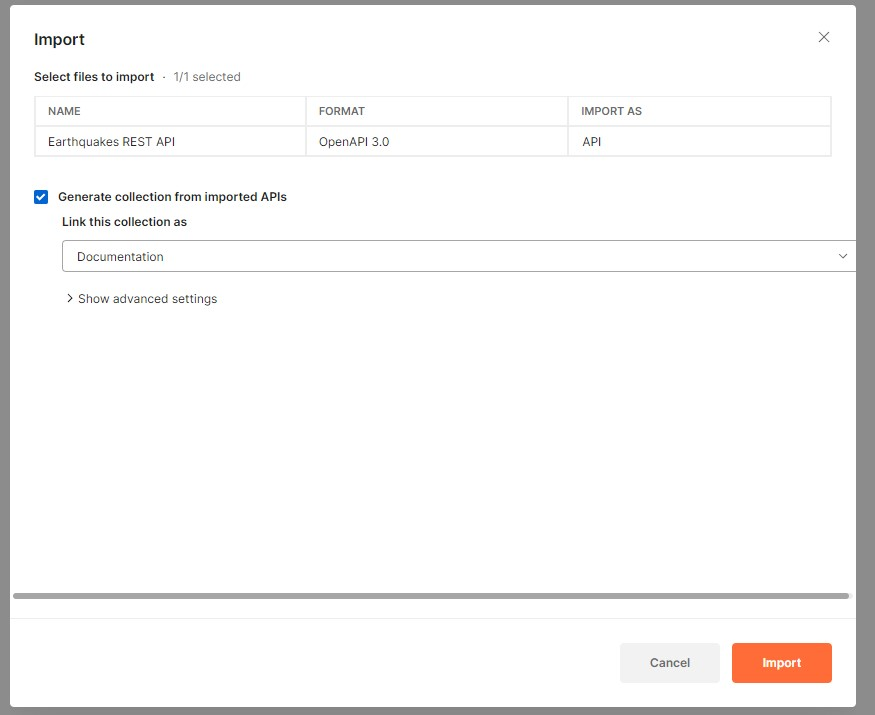 Import
Select files to import · 1/1 selected
NAME FORMAT IMPORT AS
Earthquakes REST API OpenAPI 3.0 API
Generate collection from imported APIs
Link this collection as
Documentation
Show advanced settings
Cancel Import